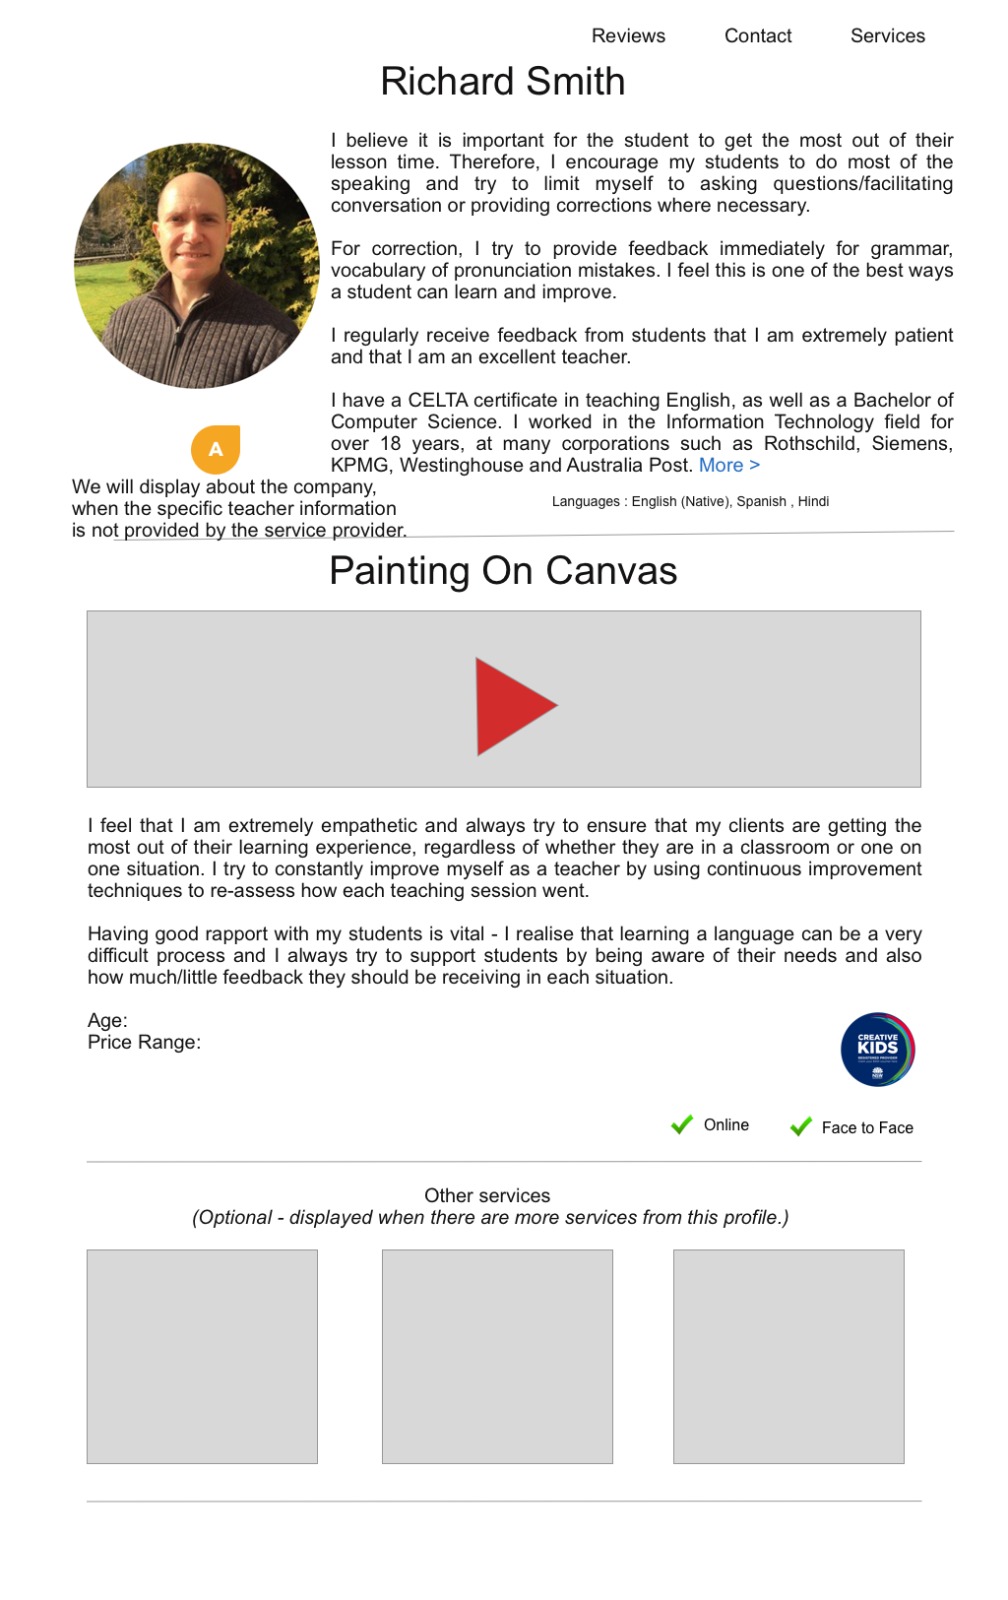 Reviews Contact Services
Richard Smith
I believe it is important for the student to get the most out of their
lesson time. Therefore, I encourage my students to do most of the
speaking and try to limit myself to asking questions/facilitating
conversation or providing corrections where necessary.
For correction, I try to provide feedback immediately for grammar,
vocabulary of pronunciation mistakes. I feel this is one of the best ways
a student can learn and improve.
I regularly receive feedback from students that I am extremely patient
and that I am an excellent teacher.
I have a CELTA certificate in teaching English, as well as a Bachelor of
Computer Science. I worked in the Information Technology field for
over 18 years, at many corporations such as Rothschild, Siemens,
KPMG, Westinghouse and Australia Post. More >
A
We will display about the company,
when the specific teacher information
is not provided by the service provider.
Languages : English (Native), Spanish , Hindi
Painting On Canvas
I feel that I am extremely empathetic and always try to ensure that my clients are getting the
most out of their learning experience, regardless of whether they are in a classroom or one on
one situation. I try to constantly improve myself as a teacher by using continuous improvement
techniques to re-assess how each teaching session went.
Having good rapport with my students is vital - I realise that learning a language can be a very
difficult process and I always try to support students by being aware of their needs and also
how much/little feedback they should be receiving in each situation.
Age:
Price Range:
CREATIVE
KIDS
REGISTERED PROVIDER
NSW
Online Face to Face
Other services
(Optional - displayed when there are more services from this profile.)